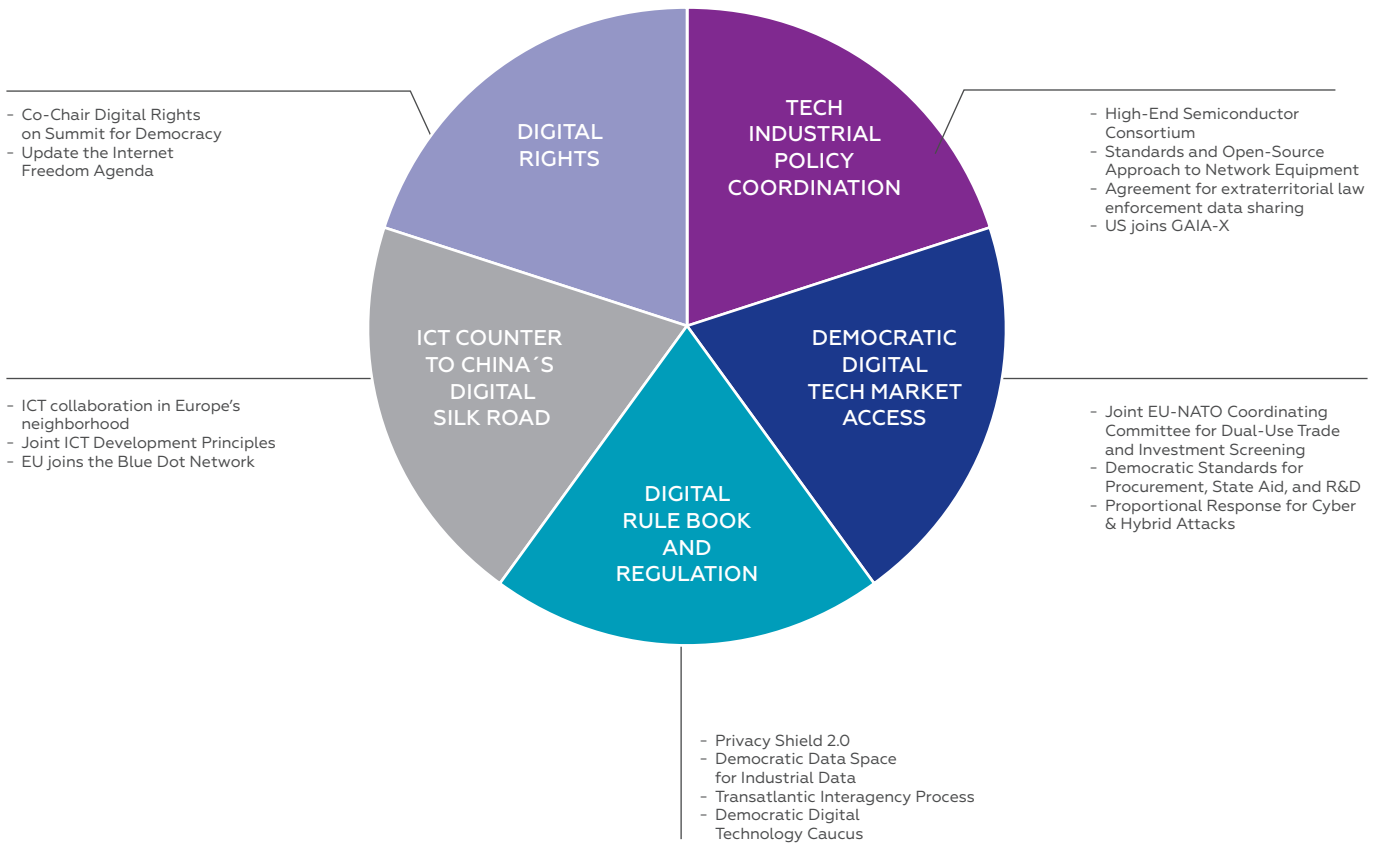 DIGITAL
RIGHTS
- Co-Chair Digital Rights
on Summit for Democracy
- Update the Internet
Freedom Agenda
TECH
INDUSTRIAL
POLICY
COORDINATION
- High-End Semiconductor
Consortium
- Standards and Open-Source
Approach to Network Equipment
- Agreement for extraterritorial law
enforcement data sharing
- US joins GAIA-X
ICT COUNTER
TO CHINA´S
DIGITAL
SILK ROAD
- ICT collaboration in Europe’s
neighborhood
- Joint ICT Development Principles
- EU joins the Blue Dot Network
DEMOCRATIC
DIGITAL
TECH MARKET
ACCESS
- Joint EU-NATO Coordinating
Committee for Dual-Use Trade
and Investment Screening
- Democratic Standards for
Procurement, State Aid, and R&D
- Proportional Response for Cyber
& Hybrid Attacks
DIGITAL
RULE BOOK
AND
REGULATION
- Privacy Shield 2.0
- Democratic Data Space
for Industrial Data
- Transatlantic Interagency Process
- Democratic Digital
Technology Caucus